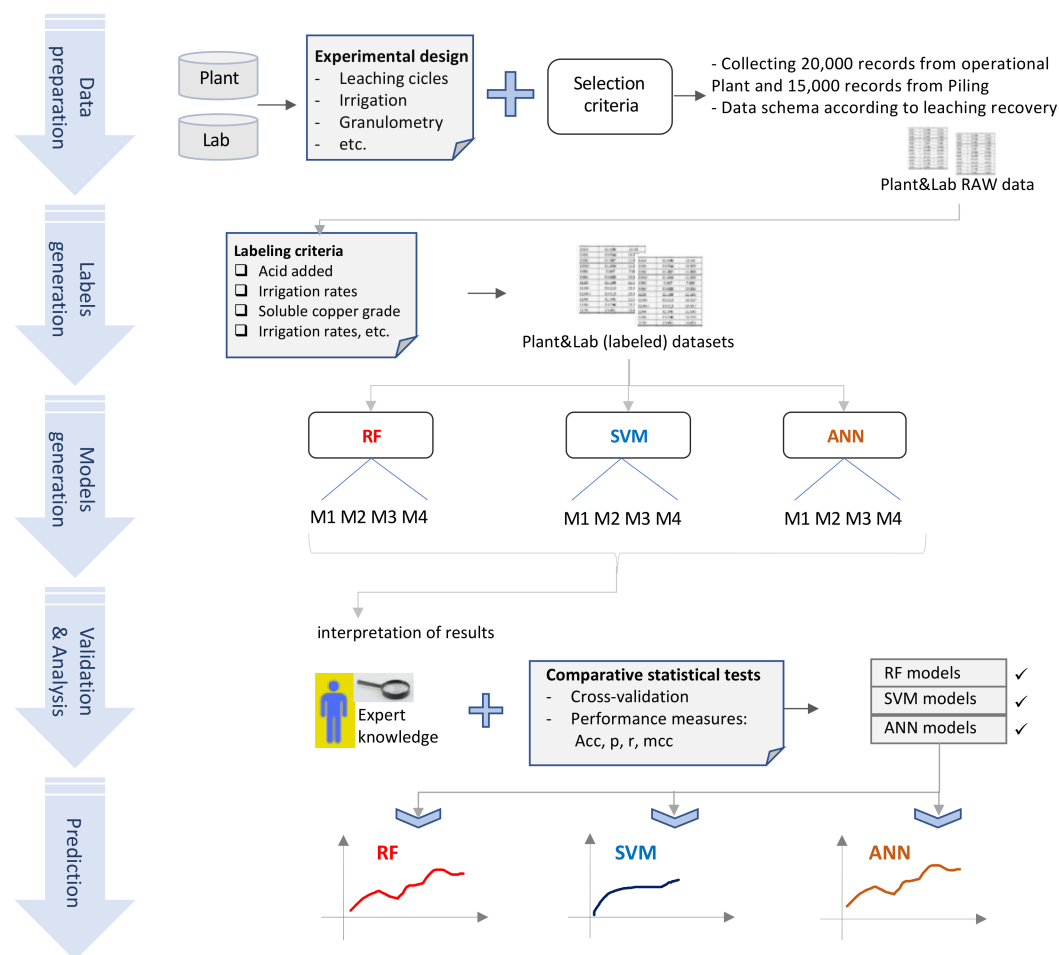 Data
preparation
Plant
Lab
Experimental design
- Leaching cicles
- Irrigation
- Granulometry
- etc.
Selection
criteria
- Collecting 20,000 records from operational
Plant and 15,000 records from Piling
- Data schema according to leaching recovery
Plant&Lab RAW data
Labels
generation
Labeling criteria
❑ Acid added
❑ Irrigation rates
❑ Soluble copper grade
❑ Irrigation rates, etc.
Plant&Lab (labeled) datasets
Models
generation
RF
SVM
ANN
M1 M2 M3 M4
M1 M2 M3 M4
M1 M2 M3 M4
Validation
& Analysis
interpretation of results
Expert
knowledge
Comparative statistical tests
- Cross-validation
- Performance measures:
Acc, p, r, mcc
RF models ✓
SVM models ✓
ANN models ✓
Prediction
RF
SVM
ANN